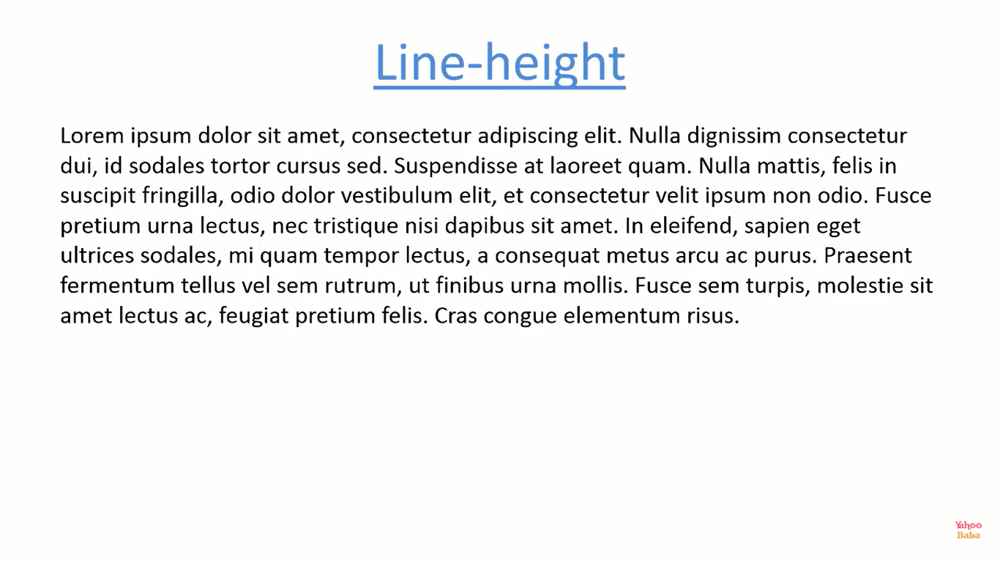 Line-height
Lorem ipsum dolor sit amet, consectetur adipiscing elit. Nulla dignissim consectetur
dui, id sodales tortor cursus sed. Suspendisse at laoreet quam. Nulla mattis, felis in
suscipit fringilla, odio dolor vestibulum elit, et consectetur velit ipsum non odio. Fusce
pretium urna lectus, nec tristique nisi dapibus sit amet. In eleifend, sapien eget
ultrices sodales, mi quam tempor lectus, a consequat metus arcu ac purus. Praesent
fermentum tellus vel sem rutrum, ut finibus urna mollis. Fusce sem turpis, molestie sit
amet lectus ac, feugiat pretium felis. Cras congue elementum risus.
Yahoo
Baba